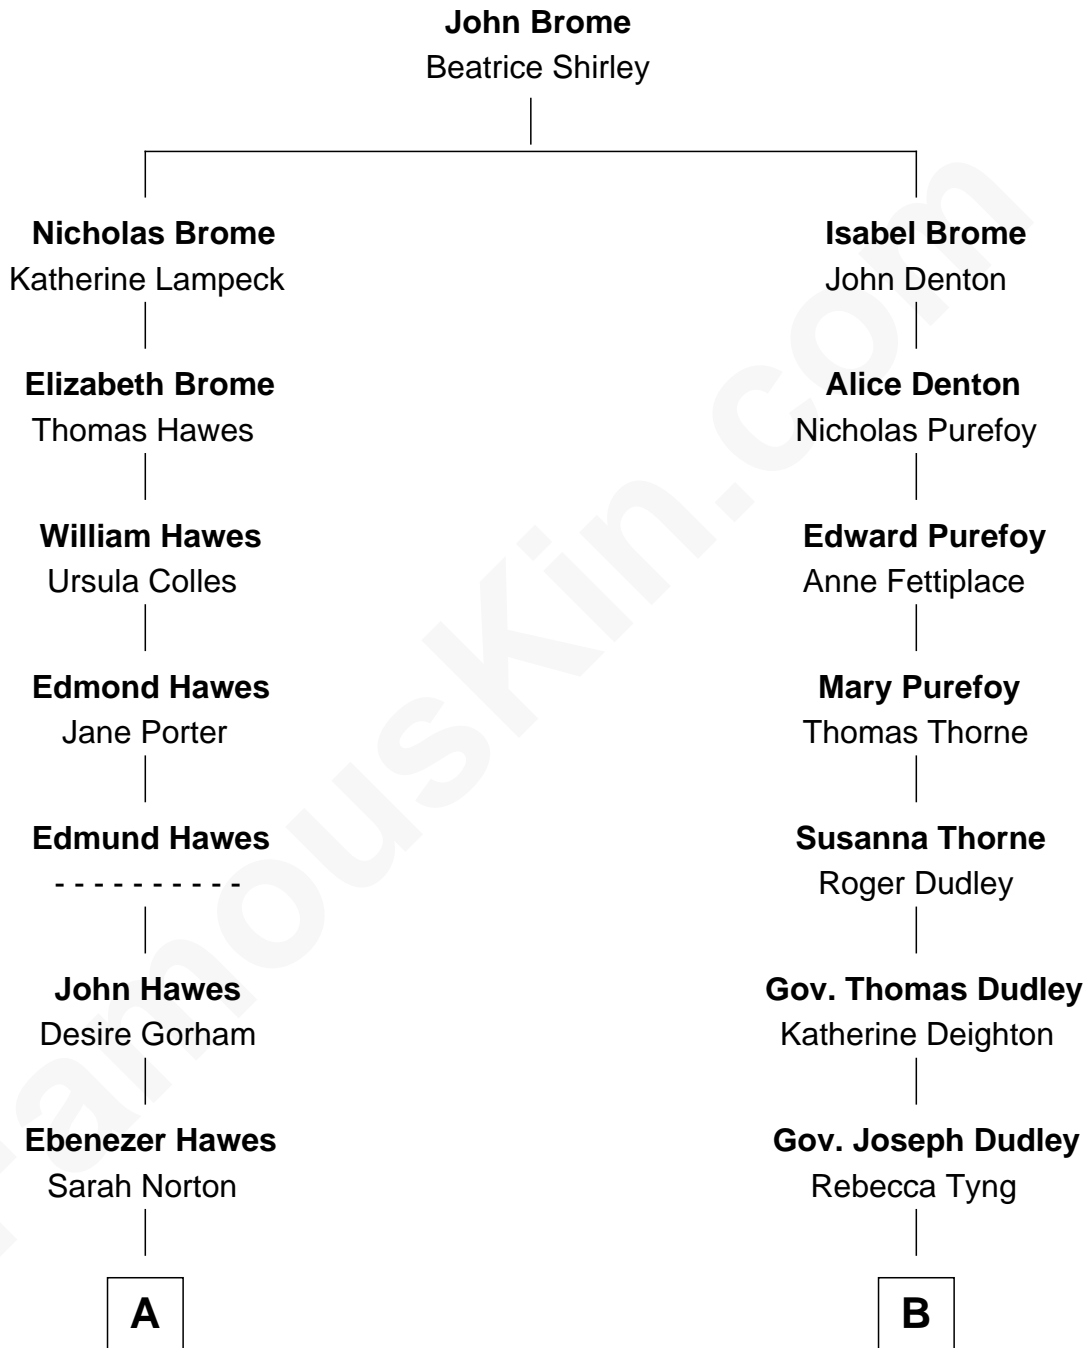 John Brome
Beatrice Shirley
Nicholas Brome
Katherine Lampeck
Elizabeth Brome
Thomas Hawes
William Hawes
Ursula Colles
Edmond Hawes
Jane Porter
Edmund Hawes
- - - - - - - - - -
John Hawes
Desire Gorham
Ebenezer Hawes
Sarah Norton
A
Isabel Brome
John Denton
Alice Denton
Nicholas Purefoy
Edward Purefoy
Anne Fettiplace
Mary Purefoy
Thomas Thorne
Susanna Thorne
Roger Dudley
Gov. Thomas Dudley
Katherine Deighton
Gov. Joseph Dudley
Rebecca Tyng
B
FamousKin.com